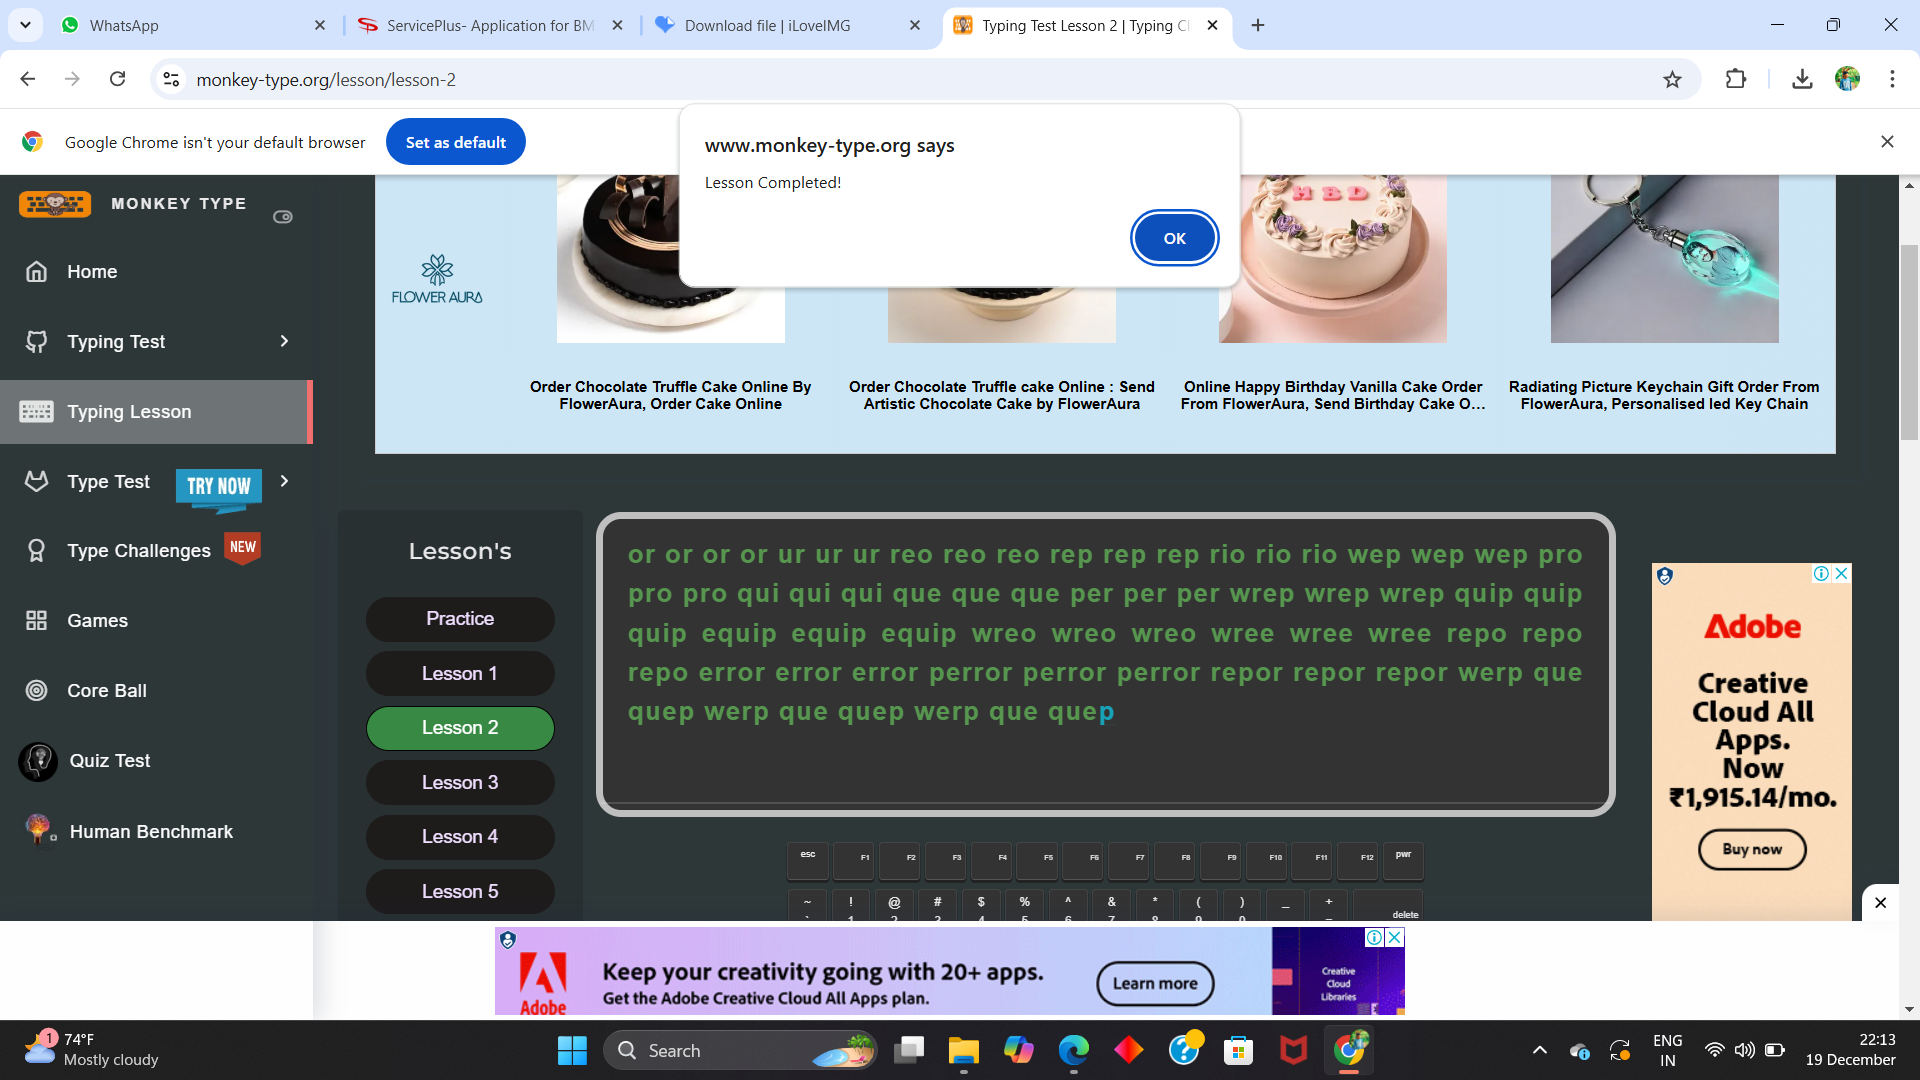 WhatsApp
ServicePlus- Application for BM
Download file | iLoveIMG
Typing Test Lesson 2 | Typing Cl
monkey-type.org/lesson/lesson-2
Google Chrome isn't your default browser
Set as default
www.monkey-type.org says
Lesson Completed!
OK
MONKEY TYPE
Home
Typing Test
Typing Lesson
Type Test
TRY NOW
Type Challenges
NEW
Games
Core Ball
Quiz Test
Human Benchmark
FLOWER AURA
HBD
Order Chocolate Truffle Cake Online By
FlowerAura, Order Cake Online
Order Chocolate Truffle cake Online : Send
Artistic Chocolate Cake by FlowerAura
Online Happy Birthday Vanilla Cake Order
From FlowerAura, Send Birthday Cake O...
Radiating Picture Keychain Gift Order From
FlowerAura, Personalised led Key Chain
Lesson's
Practice
Lesson 1
Lesson 2
Lesson 3
Lesson 4
Lesson 5
or or or or ur ur ur reo reo reo rep rep rep rio rio rio wep wep wep pro
pro pro qui qui qui que que que per per per wrep wrep wrep quip quip
quip equip equip equip wreo wreo wreo wree wree wree repo repo
repo error error error perror perror perror repor repor repor werp que
quep werp que quep werp que quep
esc F1 F2 F3 F4 F5 F6 F7 F8 F9 F10 F11 F12 pwr
~ ! @ # $ % ^ & * ( ) _ +
delete
Adobe
Creative
Cloud All
Apps.
Now
₹1,915.14/mo.
Buy now
Adobe
Keep your creativity going with 20+ apps.
Get the Adobe Creative Cloud All Apps plan.
Learn more
Creative
Cloud
Libraries
1
74°F
Mostly cloudy
Search
ENG
IN
22:13
19 December